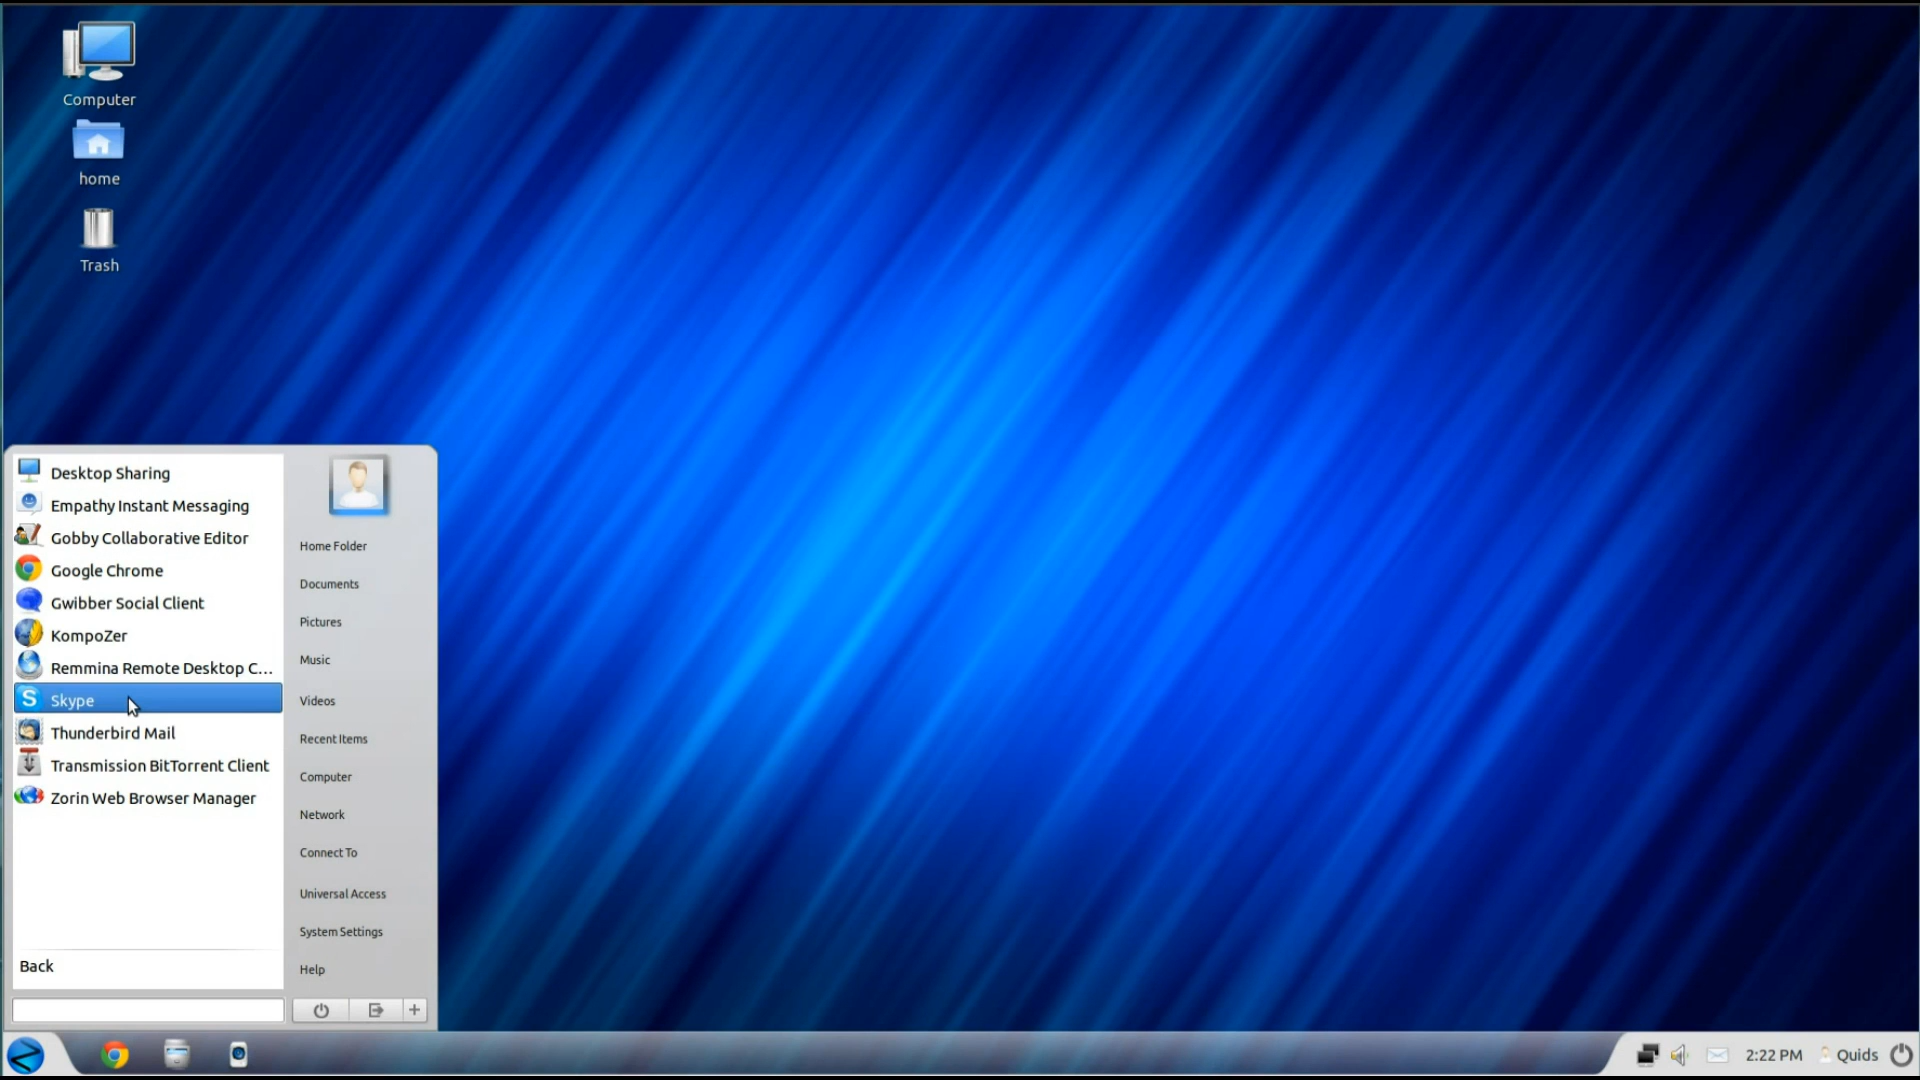 Computer
home
Trash
Desktop Sharing
Empathy Instant Messaging
Gobby Collaborative Editor
Google Chrome
Gwibber Social Client
KompoZer
Remmina Remote Desktop C...
Skype
Thunderbird Mail
Transmission BitTorrent Client
Zorin Web Browser Manager
Back
Home Folder
Documents
Pictures
Music
Videos
Recent Items
Computer
Network
Connect To
Universal Access
System Settings
Help
2:22 PM
Quids